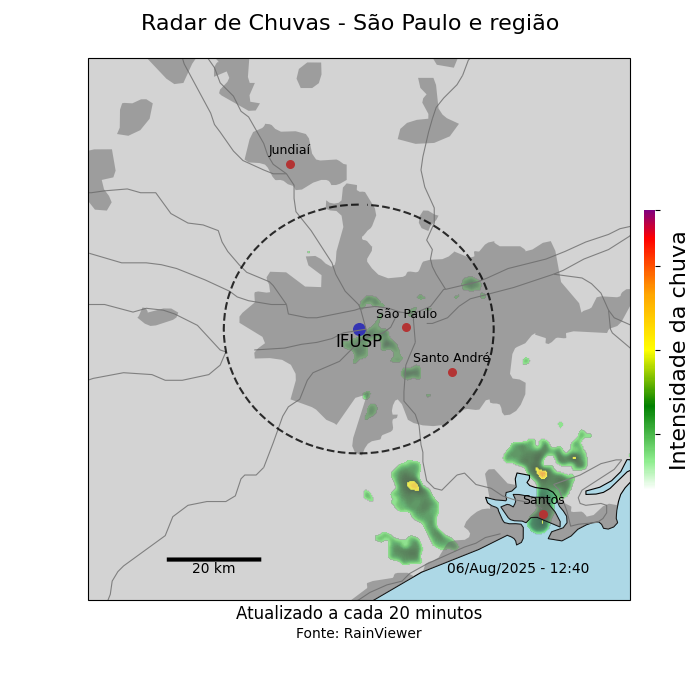 Radar de Chuvas - São Paulo e região
Jundiaí
São Paulo
IFUSP
Santo André
Santos
20 km
06/Aug/2025 - 12:40
Intensidade da chuva
Atualizado a cada 20 minutos
Fonte: RainViewer